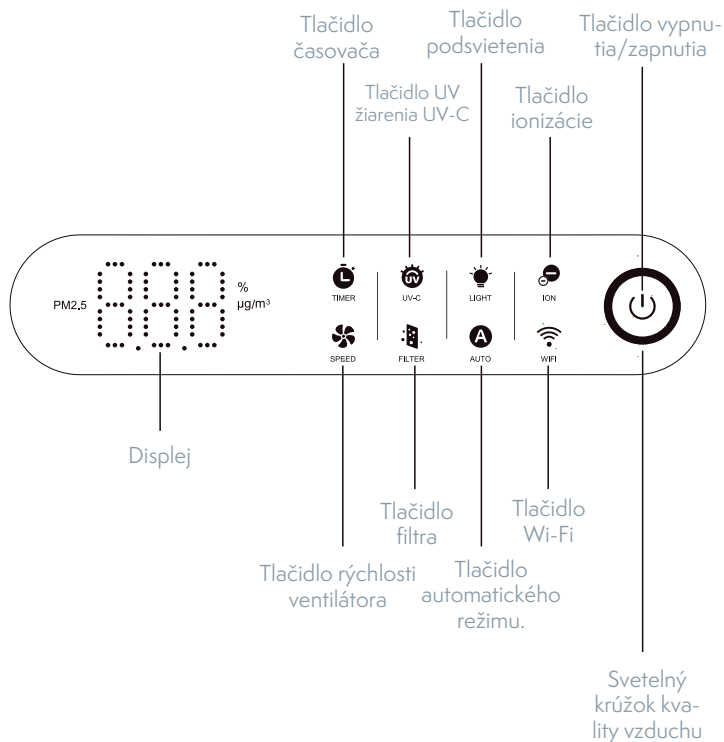 Tlačidlo
časovača
Tlačidlo
podsvietenia
Tlačidlo vypnu-
tia/zapnutia
Tlačidlo UV
žiarenia UV-C
Tlačidlo
ionizácie
PM2.5
%
µg/m³
TIMER
UV
UV-C
LIGHT
ION
SPEED
FILTER
A
AUTO
WIFI
Displej
Tlačidlo
filtra
Tlačidlo
Wi-Fi
Tlačidlo rýchlosti
ventilátora
Tlačidlo
automatického
režimu.
Svetelný
krúžok kva-
lity vzduchu